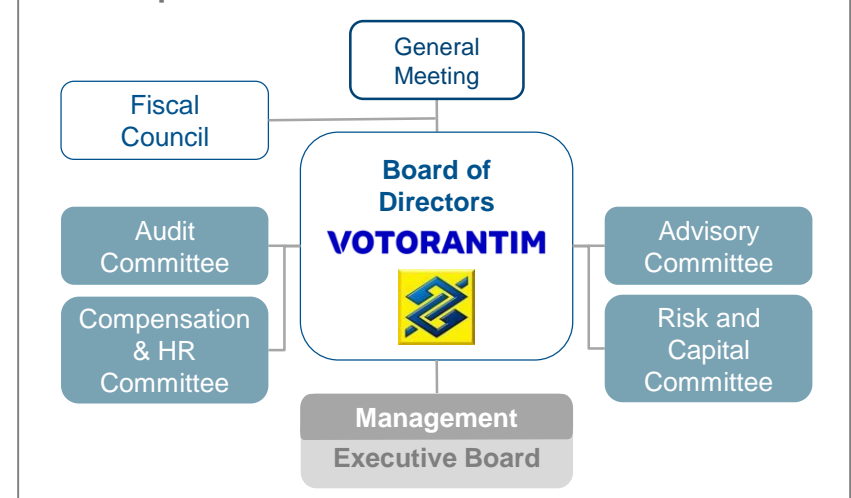 General
Meeting
Fiscal
Council
Board of
Directors
VOTORANTIM
Audit
Committee
Advisory
Committee
Compensation
& HR
Committee
Risk and
Capital
Committee
Management
Executive Board